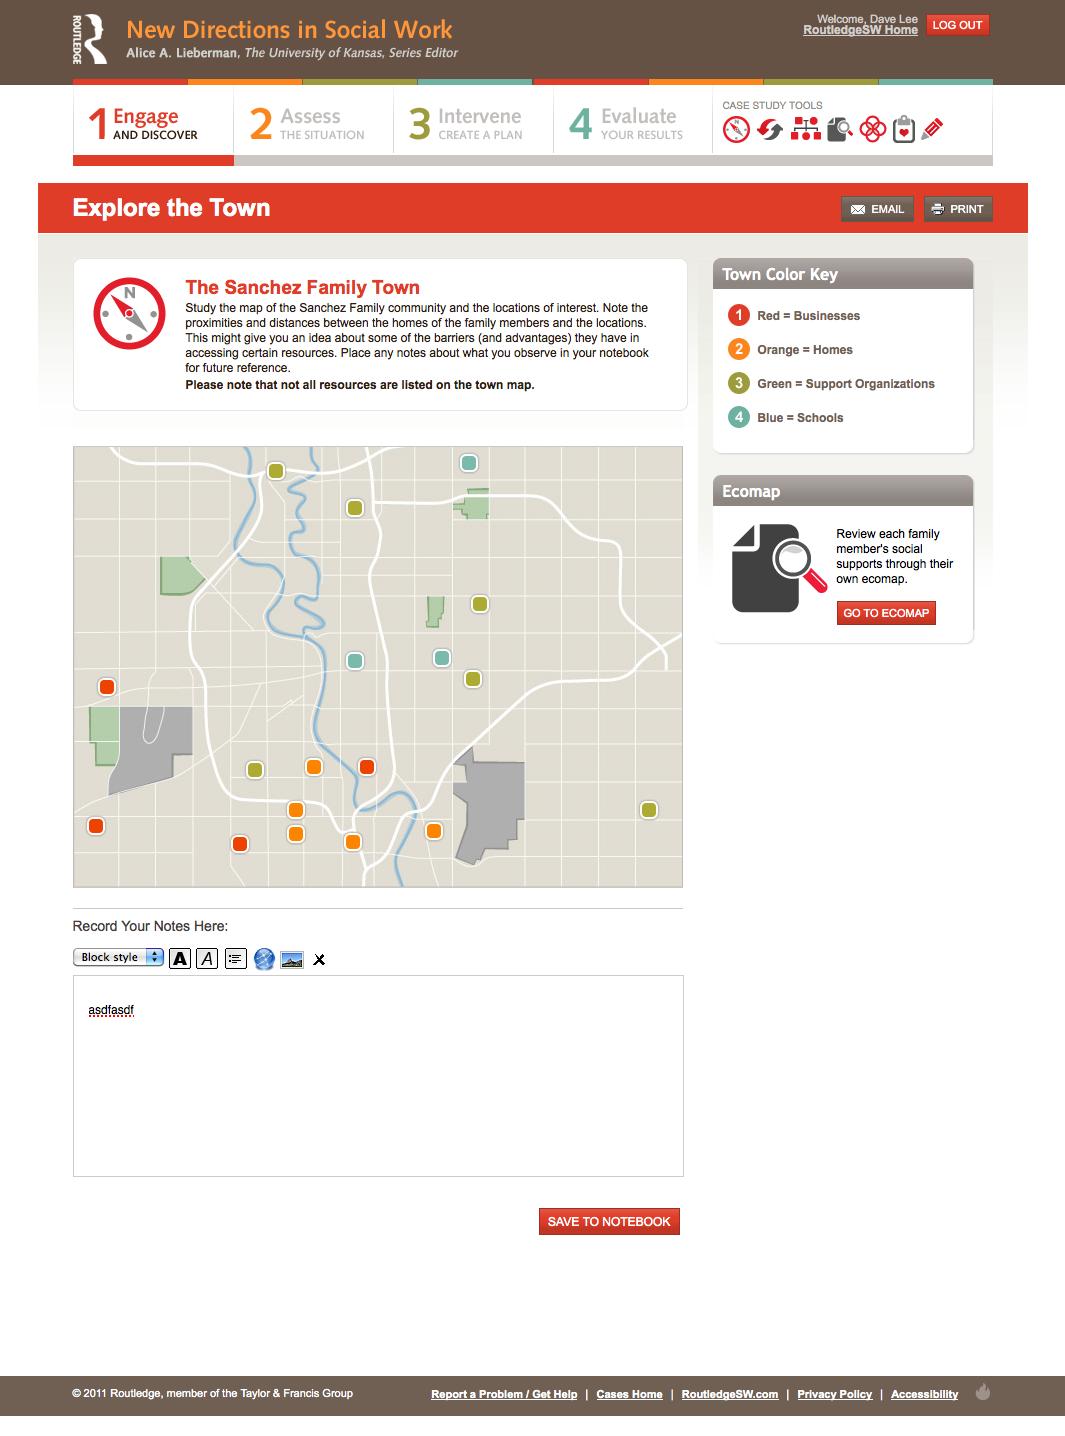 ROUTLEDGE
New Directions in Social Work
Alice A. Lieberman, The University of Kansas, Series Editor
Welcome, Dave Lee
RoutledgeSW Home
LOG OUT
1 Engage
AND DISCOVER
2 Assess
THE SITUATION
3 Intervene
CREATE A PLAN
4 Evaluate
YOUR RESULTS
CASE STUDY TOOLS
N
Explore the Town
EMAIL
PRINT
N
The Sanchez Family Town
Study the map of the Sanchez Family community and the locations of interest. Note the
proximities and distances between the homes of the family members and the locations.
This might give you an idea about some of the barriers (and advantages) they have in
accessing certain resources. Place any notes about what you observe in your notebook
for future reference.
Please note that not all resources are listed on the town map.
Town Color Key
1 Red = Businesses
2 Orange = Homes
3 Green = Support Organizations
4 Blue = Schools
Ecomap
Review each family
member's social
supports through their
own ecomap.
GO TO ECOMAP
Record Your Notes Here:
Block style
A
A
asdfasdf
SAVE TO NOTEBOOK
© 2011 Routledge, member of the Taylor & Francis Group
Report a Problem / Get Help | Cases Home | RoutledgeSW.com | Privacy Policy | Accessibility